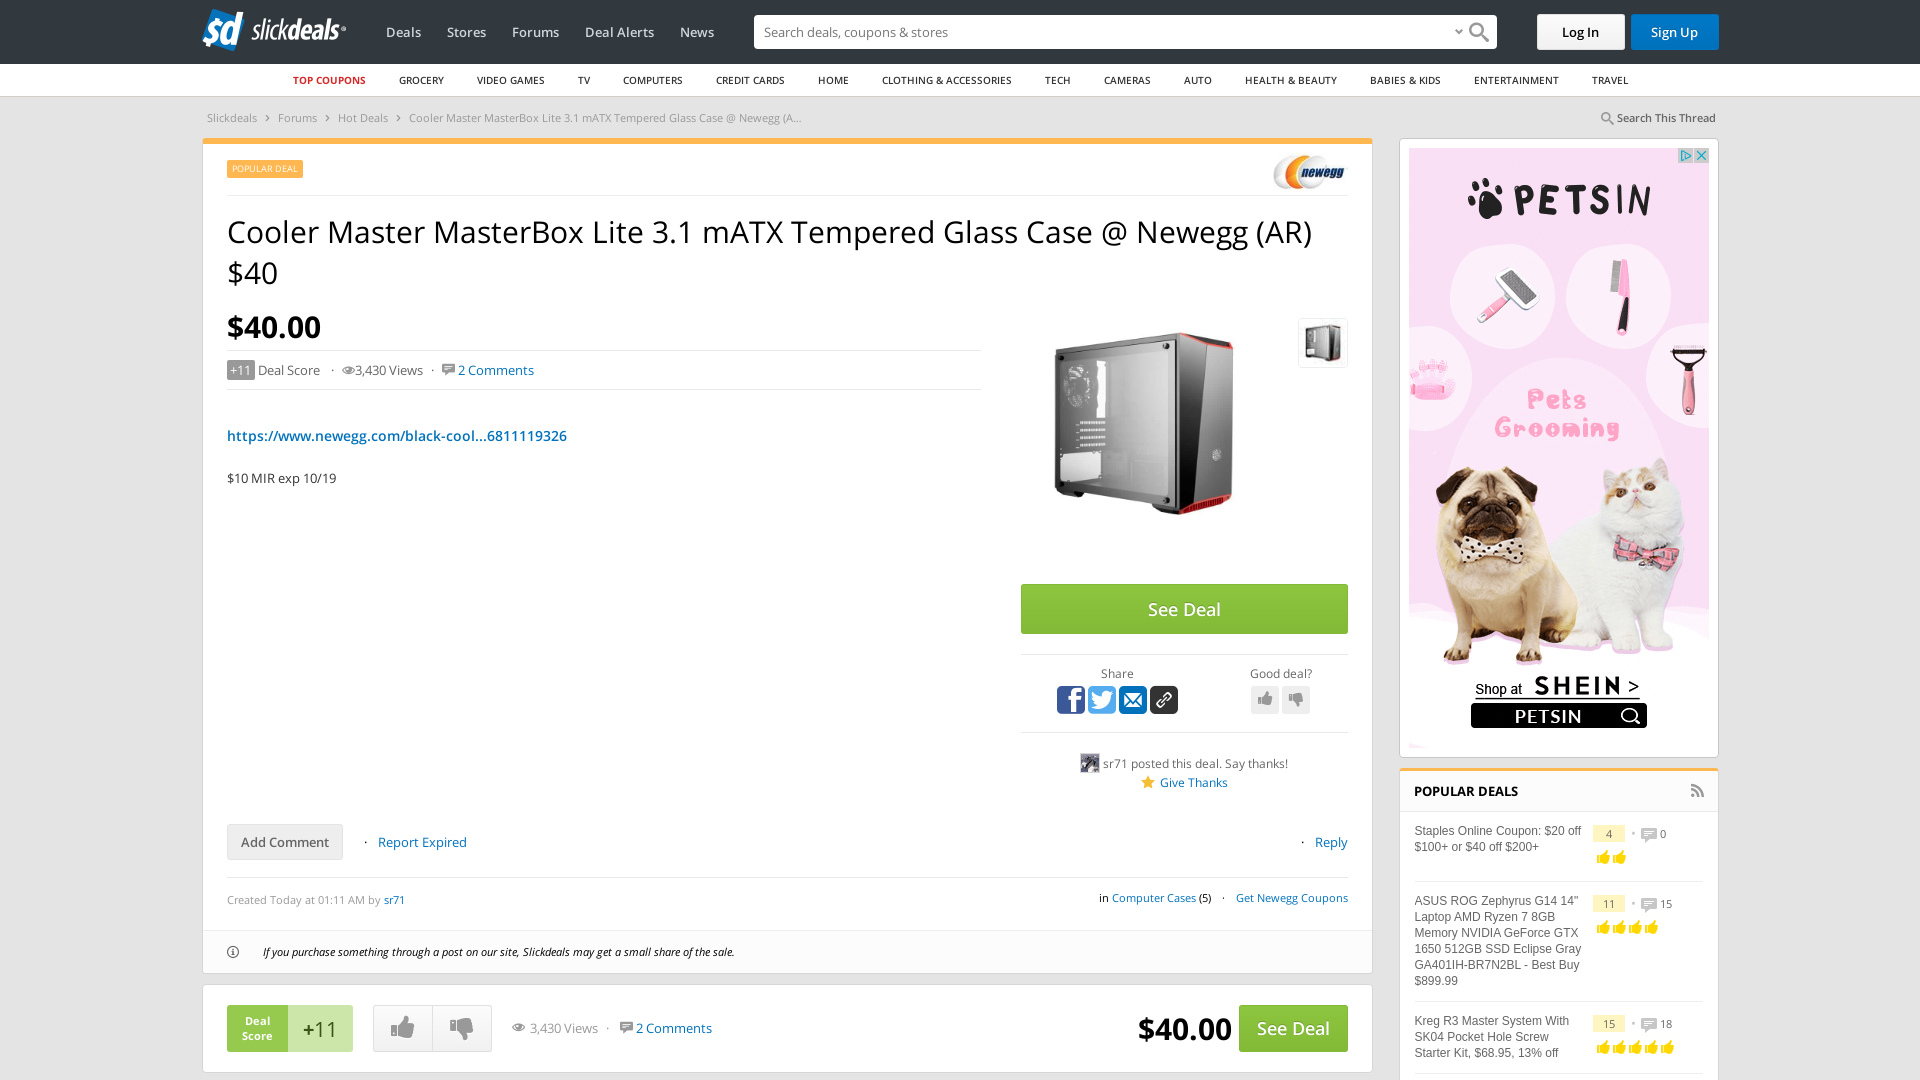 sd slickdeals
Deals
Stores
Forums
Deal Alerts
News
Search deals, coupons & stores
Log In
Sign Up
TOP COUPONS
GROCERY
VIDEO GAMES
TV
COMPUTERS
CREDIT CARDS
HOME
CLOTHING & ACCESSORIES
TECH
CAMERAS
AUTO
HEALTH & BEAUTY
BABIES & KIDS
ENTERTAINMENT
TRAVEL
Slickdeals > Forums > Hot Deals > Cooler Master MasterBox Lite 3.1 mATX Tempered Glass Case @ Newegg (A...
Search This Thread
POPULAR DEAL
newegg
Cooler Master MasterBox Lite 3.1 mATX Tempered Glass Case @ Newegg (AR)
$40
$40.00
+11 Deal Score · 3,430 Views · 2 Comments
https://www.newegg.com/black-cool...6811119326
$10 MIR exp 10/19
See Deal
Share
Good deal?
sr71 posted this deal. Say thanks!
Give Thanks
Add Comment · Report Expired
· Reply
Created Today at 01:11 AM by sr71
in Computer Cases (5) · Get Newegg Coupons
If you purchase something through a post on our site, Slickdeals may get a small share of the sale.
Deal
Score
+11
3,430 Views · 2 Comments
$40.00
See Deal
PETSIN
Pets
Grooming
Shop at SHEIN >
PETSIN
POPULAR DEALS
Staples Online Coupon: $20 off
$100+ or $40 off $200+
4 • 0
ASUS ROG Zephyrus G14 14"
Laptop AMD Ryzen 7 8GB
Memory NVIDIA GeForce GTX
1650 512GB SSD Eclipse Gray
GA401IH-BR7N2BL - Best Buy
$899.99
11 • 15
Kreg R3 Master System With
SK04 Pocket Hole Screw
Starter Kit, $68.95, 13% off
15 • 18